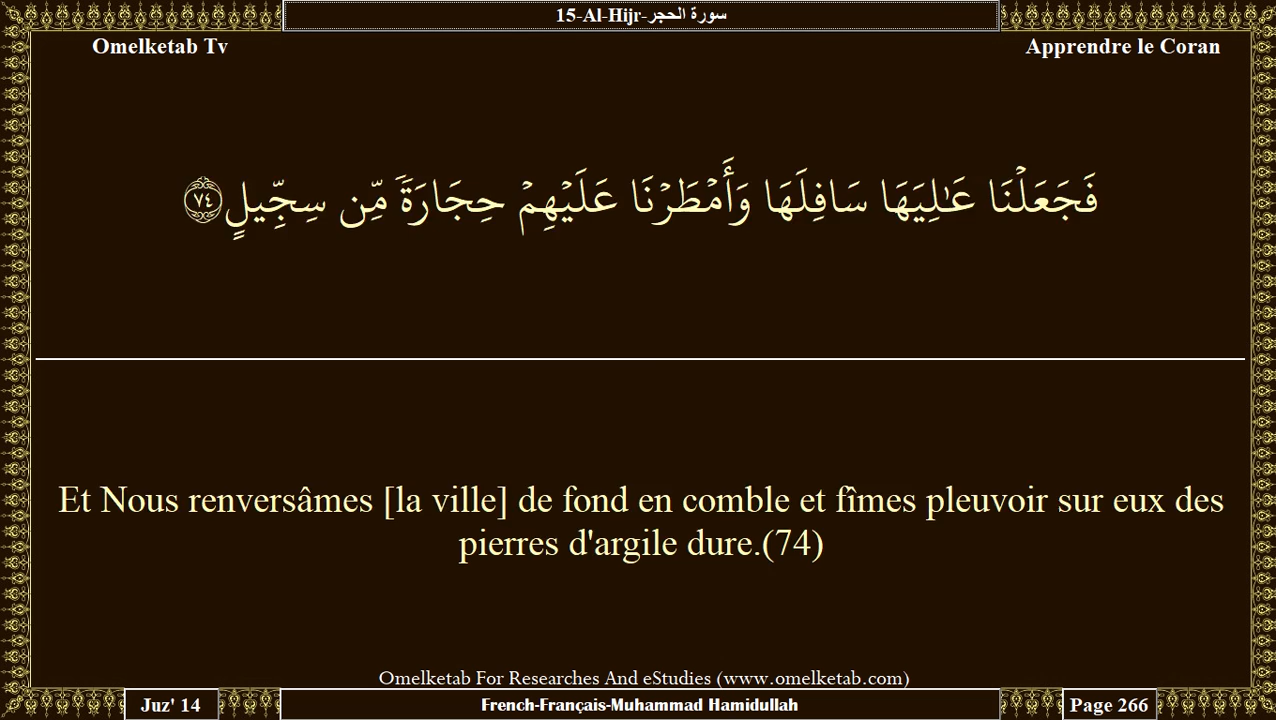 15-Al-Hijr-سورة الحجر
Omelketab Tv
Apprendre le Coran
فَجَعَلْنَا عَـٰلِيَهَا سَافِلَهَا وَأَمْطَرْنَا عَلَيْهِمْ حِجَارَةً مِّن سِجِّيلٍ ٧٤
Et Nous renversâmes [la ville] de fond en comble et fîmes pleuvoir sur eux des
pierres d'argile dure.(74)
Omelketab For Researches And eStudies (www.omelketab.com)
Juz' 14
French-Français-Muhammad Hamidullah
Page 266